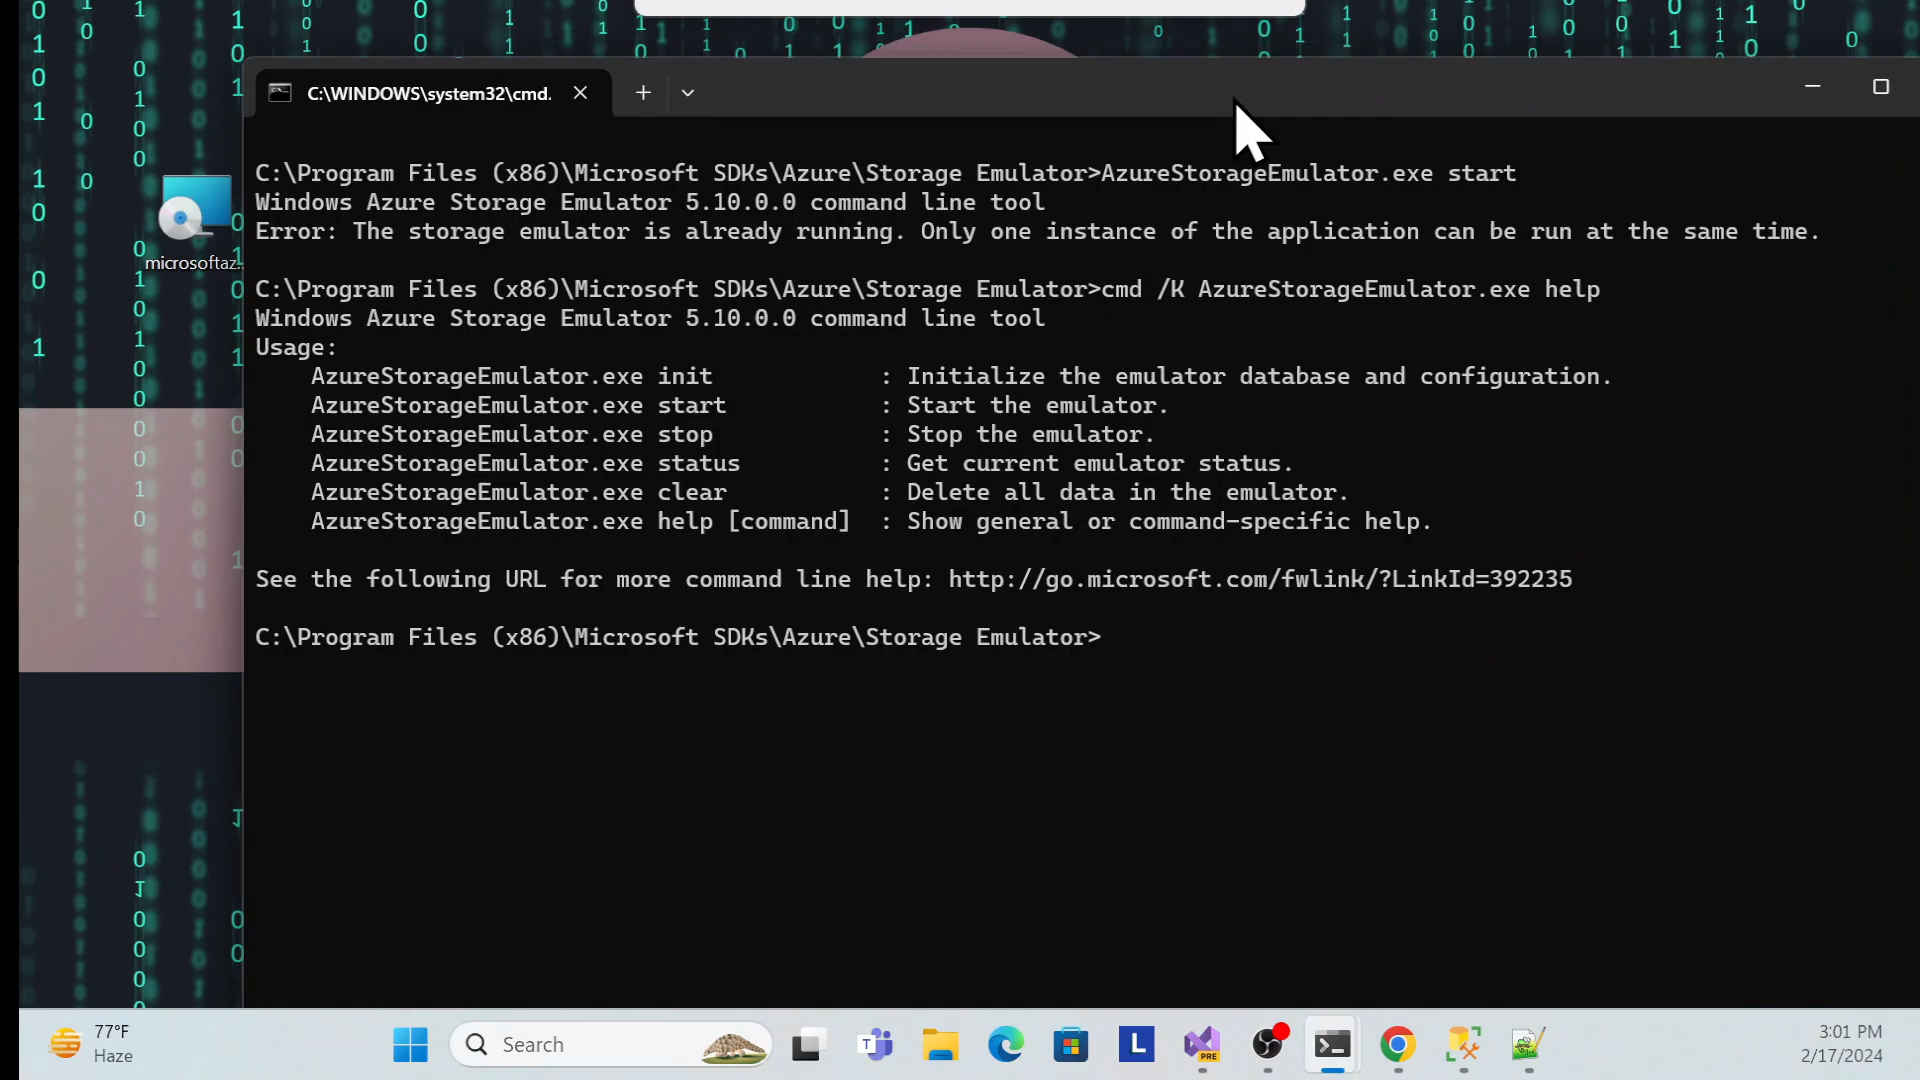 C:\WINDOWS\system32\cmd.
microsoftaz...
C:\Program Files (x86)\Microsoft SDKs\Azure\Storage Emulator>AzureStorageEmulator.exe start
Windows Azure Storage Emulator 5.10.0.0 command line tool
Error: The storage emulator is already running. Only one instance of the application can be run at the same time.
C:\Program Files (x86)\Microsoft SDKs\Azure\Storage Emulator>cmd /K AzureStorageEmulator.exe help
Windows Azure Storage Emulator 5.10.0.0 command line tool
Usage:
AzureStorageEmulator.exe init : Initialize the emulator database and configuration.
AzureStorageEmulator.exe start : Start the emulator.
AzureStorageEmulator.exe stop : Stop the emulator.
AzureStorageEmulator.exe status : Get current emulator status.
AzureStorageEmulator.exe clear : Delete all data in the emulator.
AzureStorageEmulator.exe help [command] : Show general or command-specific help.
See the following URL for more command line help: http://go.microsoft.com/fwlink/?LinkId=392235
C:\Program Files (x86)\Microsoft SDKs\Azure\Storage Emulator>
77°F
Haze
Search
T
L
PRE
3:01 PM
2/17/2024